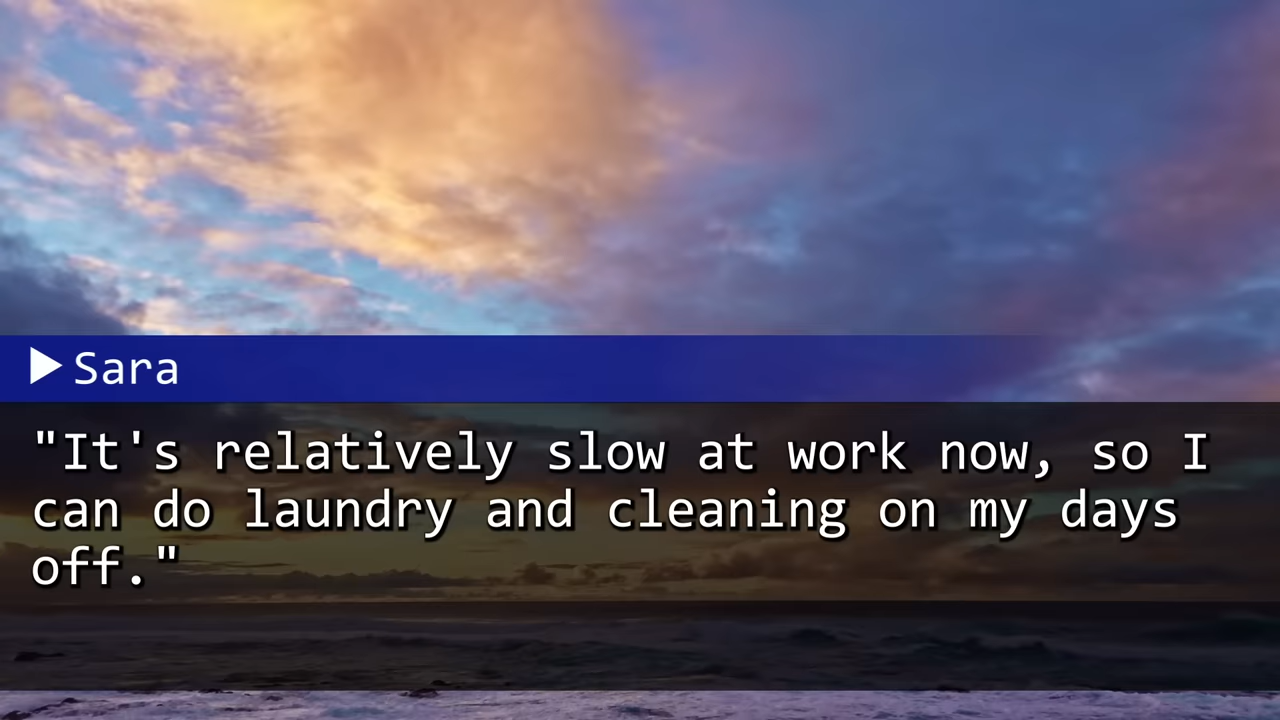 Sara
"It's relatively slow at work now, so I
can do laundry and cleaning on my days
off."